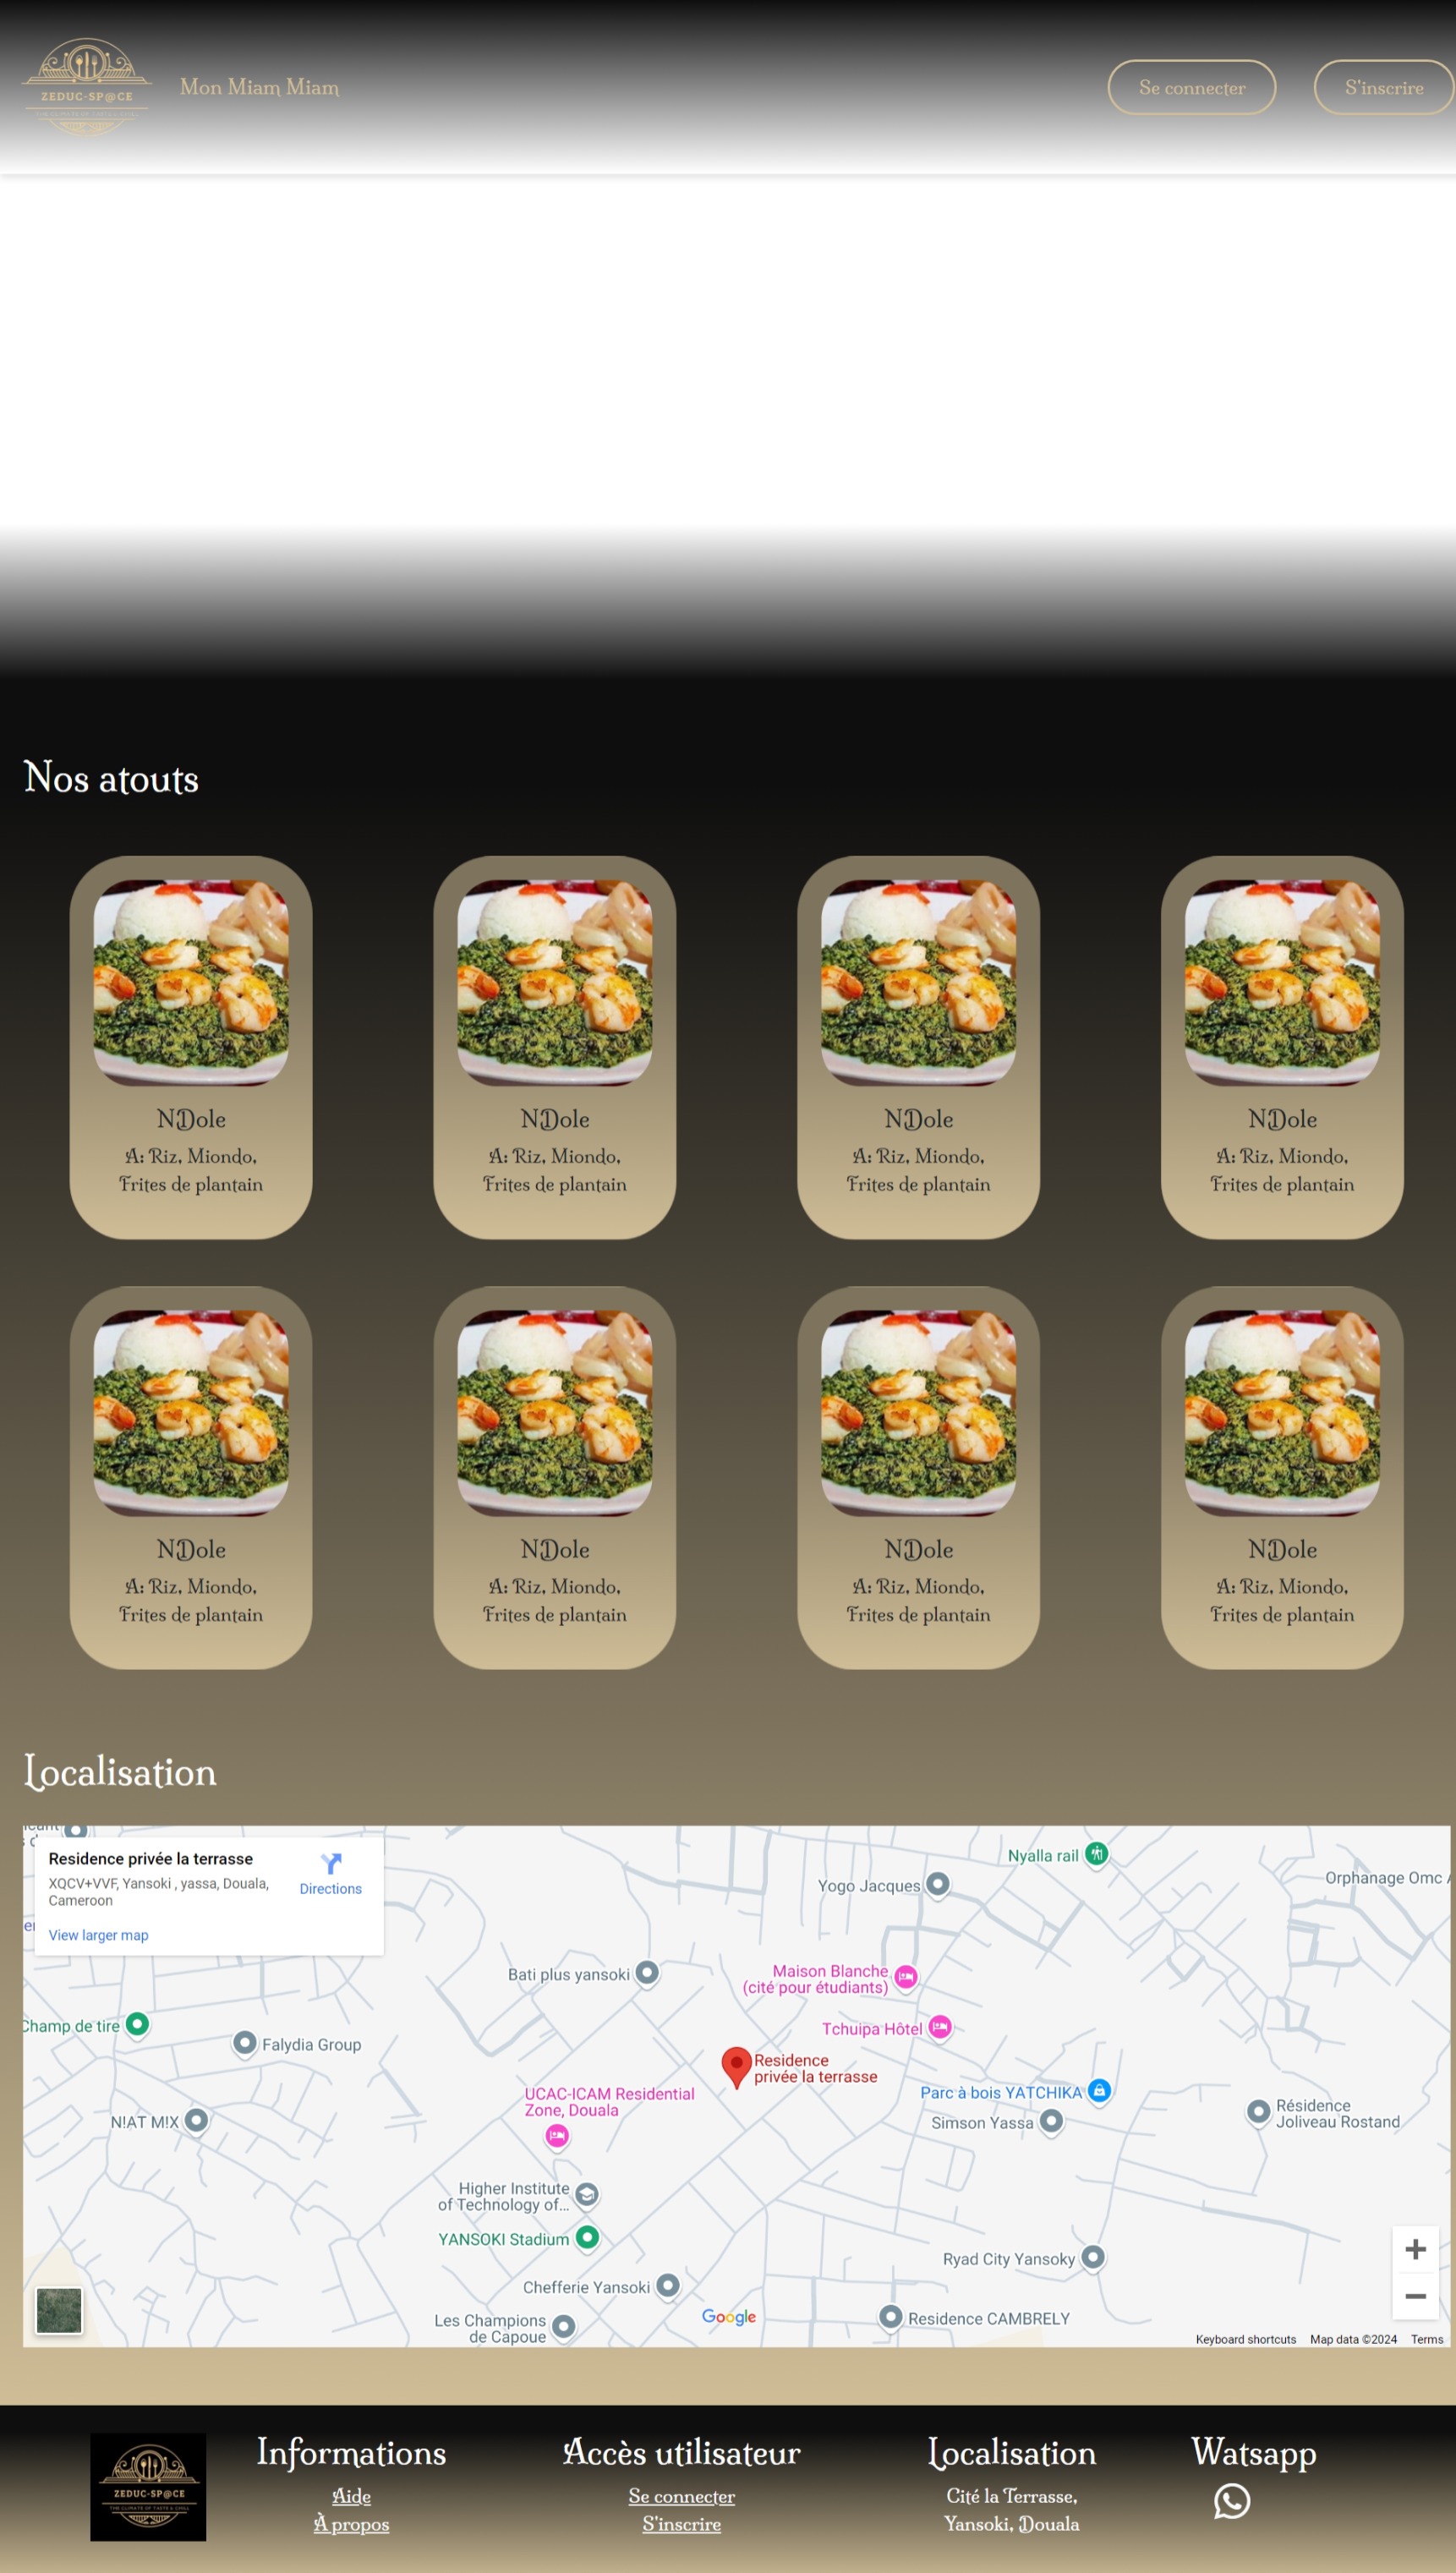 ZEDUC-SP@CE
Mon Miam Miam
Se connecter
S'inscrire
Nos atouts
NDole
A: Riz, Miondo,
Frites de plantain
NDole
A: Riz, Miondo,
Frites de plantain
NDole
A: Riz, Miondo,
Frites de plantain
NDole
A: Riz, Miondo,
Frites de plantain
NDole
A: Riz, Miondo,
Frites de plantain
NDole
A: Riz, Miondo,
Frites de plantain
NDole
A: Riz, Miondo,
Frites de plantain
NDole
A: Riz, Miondo,
Frites de plantain
Localisation
Residence privée la terrasse
XQCV+VVF, Yansoki , yassa, Douala,
Cameroon
Directions
View larger map
Nyalla rail
Yogo Jacques
Orphanage Omc
Bati plus yansoki
Maison Blanche
(cité pour étudiants)
Champ de tire
Falydia Group
Tchuipa Hôtel
Residence
privée la terrasse
UCAC-ICAM Residential
Zone, Douala
Parc à bois YATCHIKA
Simson Yassa
Résidence
Joliveau Rostand
N!AT M!X
Higher Institute
of Technology of...
YANSOKI Stadium
Ryad City Yansoky
Chefferie Yansoki
Les Champions
de Capoue
Google
Residence CAMBRELY
Keyboard shortcuts
Map data ©2024
Terms
ZEDUC-SP@CE
THE CLIMATE OF TASTE & CHILL
Informations
Aide
À propos
Accès utilisateur
Se connecter
S'inscrire
Localisation
Cité la Terrasse,
Yansoki, Douala
Watsapp